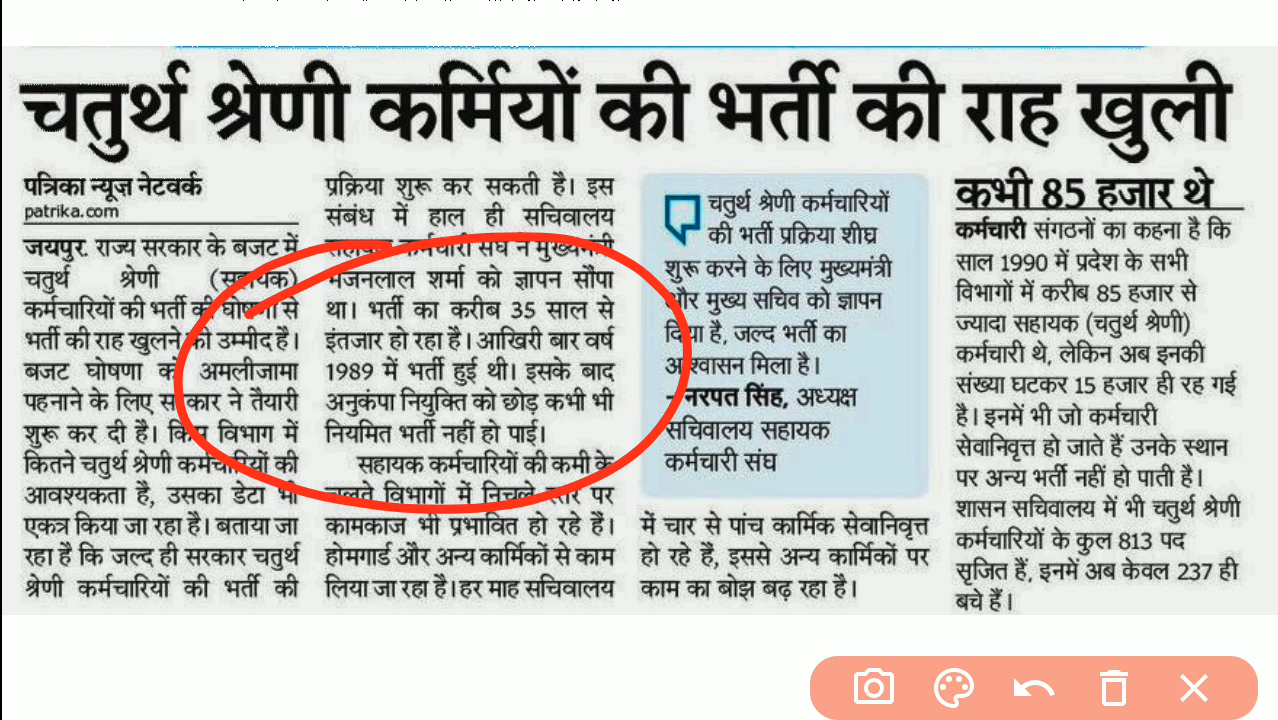 चतुर्थ श्रेणी कर्मियों की भर्ती की राह खुली
पत्रिका न्यूज़ नेटवर्क
patrika.com
जयपुर. राज्य सरकार के बजट में
चतुर्थ श्रेणी (सहायक)
कर्मचारियों की भर्ती की घोषणा से
भर्ती की राह खुलने की उम्मीद है।
बजट घोषणा को अमलीजामा
पहनाने के लिए सरकार ने तैयारी
शुरू कर दी है। किस विभाग में
कितने चतुर्थ श्रेणी कर्मचारियों की
आवश्यकता है, उसका डेटा भी
एकत्र किया जा रहा है। बताया जा
रहा है कि जल्द ही सरकार चतुर्थ
श्रेणी कर्मचारियों की भर्ती की
प्रक्रिया शुरू कर सकती है। इस
संबंध में हाल ही सचिवालय
सहायक कर्मचारी संघ ने मुख्यमंत्री
भजनलाल शर्मा को ज्ञापन सौंपा
था। भर्ती का करीब 35 साल से
इंतजार हो रहा है। आखिरी बार वर्ष
1989 में भर्ती हुई थी। इसके बाद
अनुकंपा नियुक्ति को छोड़ कभी भी
नियमित भर्ती नहीं हो पाई।
सहायक कर्मचारियों की कमी के
चलते विभागों में निचले स्तर पर
कामकाज भी प्रभावित हो रहे हैं।
होमगार्ड और अन्य कार्मिकों से काम
लिया जा रहा है। हर माह सचिवालय
चतुर्थ श्रेणी कर्मचारियों
की भर्ती प्रक्रिया शीघ्र
शुरू करने के लिए मुख्यमंत्री
और मुख्य सचिव को ज्ञापन
दिया है, जल्द भर्ती का
आश्वासन मिला है।
- नरपत सिंह, अध्यक्ष
सचिवालय सहायक
कर्मचारी संघ
में चार से पांच कार्मिक सेवानिवृत्त
हो रहे हैं, इससे अन्य कार्मिकों पर
काम का बोझ बढ़ रहा है।
कभी 85 हजार थे
कर्मचारी संगठनों का कहना है कि
साल 1990 में प्रदेश के सभी
विभागों में करीब 85 हजार से
ज्यादा सहायक (चतुर्थ श्रेणी)
कर्मचारी थे, लेकिन अब इनकी
संख्या घटकर 15 हजार ही रह गई
है। इनमें भी जो कर्मचारी
सेवानिवृत्त हो जाते हैं उनके स्थान
पर अन्य भर्ती नहीं हो पाती है।
शासन सचिवालय में भी चतुर्थ श्रेणी
कर्मचारियों के कुल 813 पद
सृजित हैं, इनमें अब केवल 237 ही
बचे हैं।